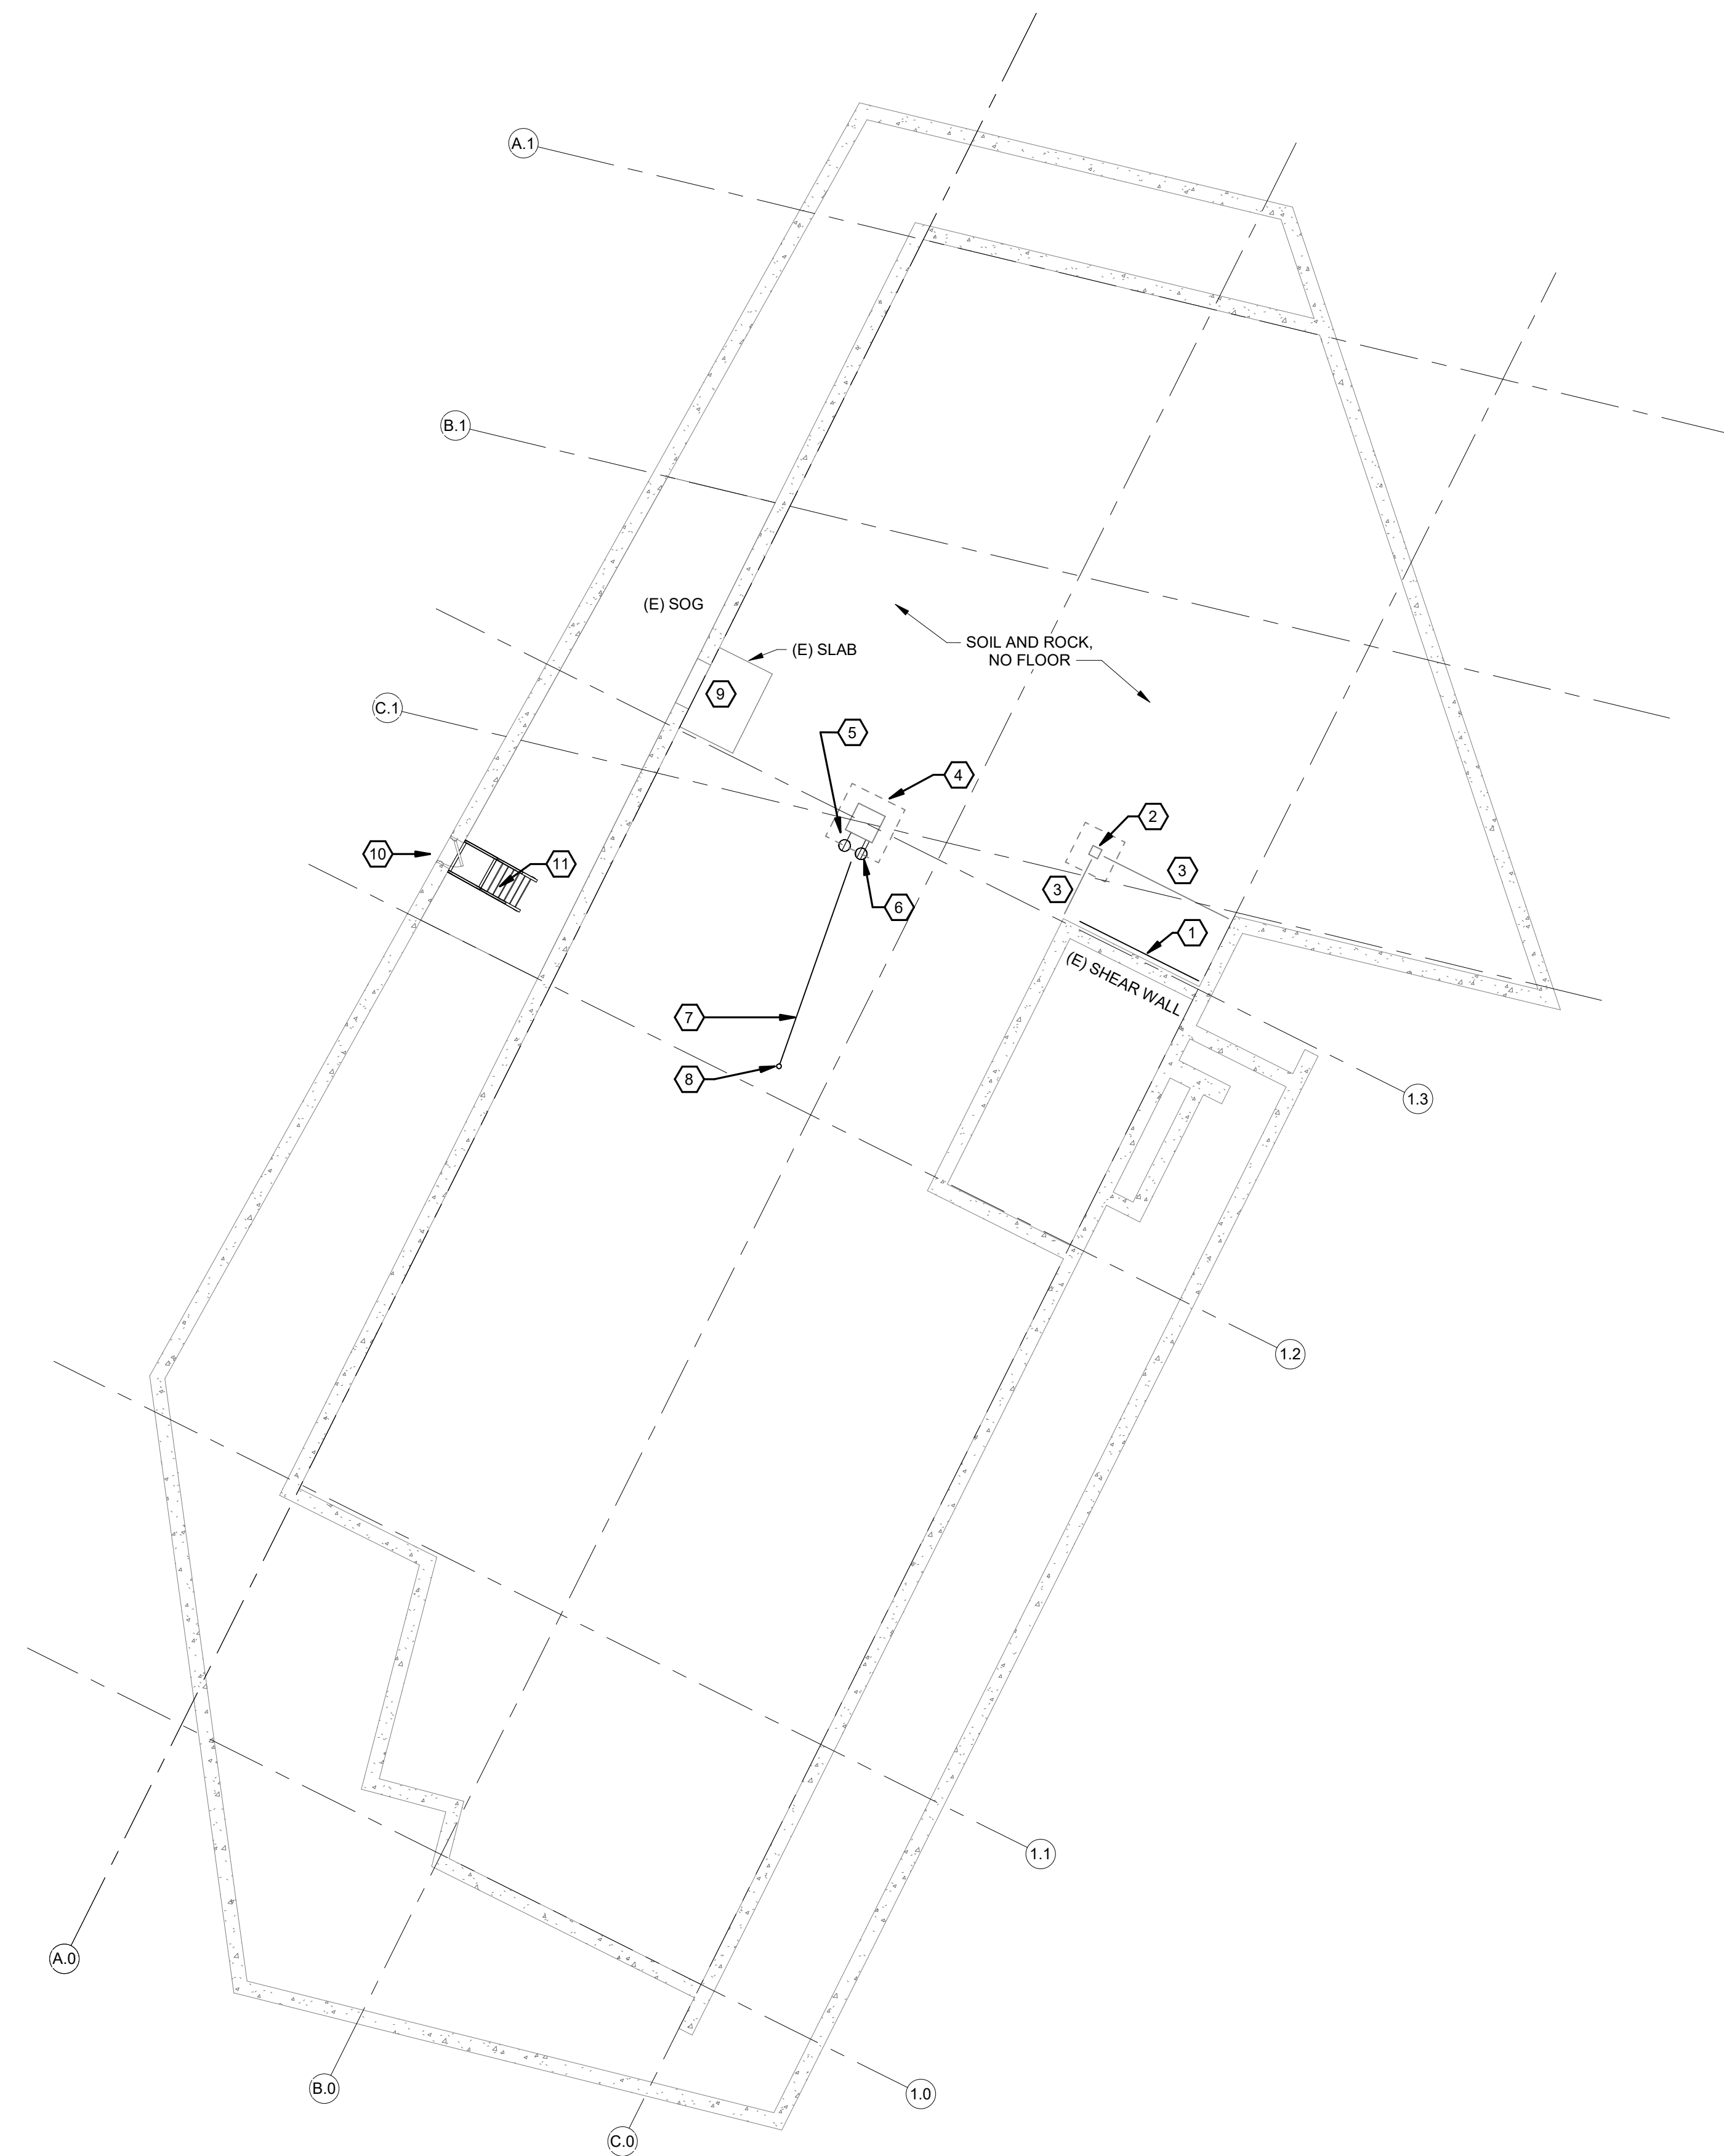 A.1
B.1
(E) SOG
SOIL AND ROCK,
NO FLOOR
(E) SLAB
9
C.1
5
4
2
10
11
3
3
6
1
(E) SHEAR WALL
7
8
1.3
1.2
1.1
A.0
B.0
1.0
C.0